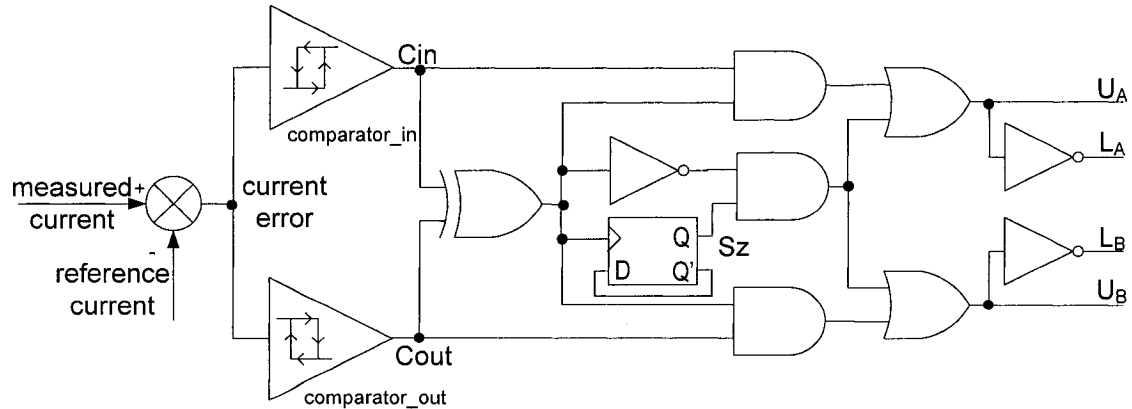 Cin
comparator_in
measured
+
current
-
reference
current
current
error
Q
D
Q'
Sz
Cout
comparator_out
UA
LA
LB
UB